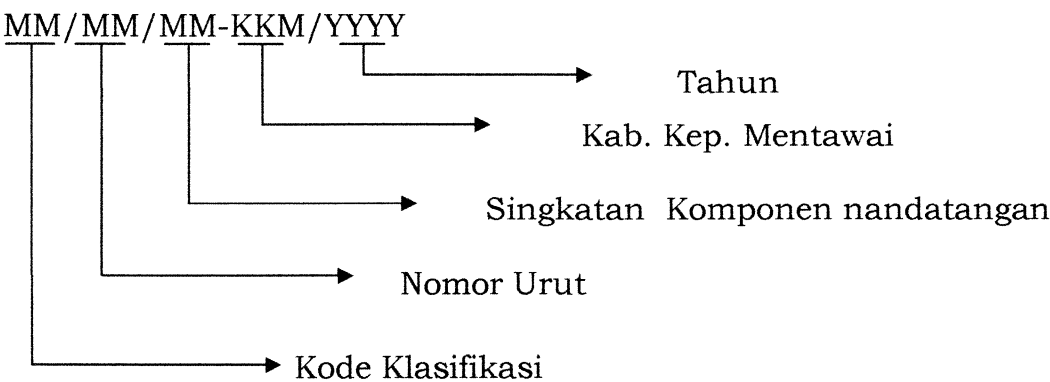 MM/MM/MM-KKM/YYYY
Tahun
Kab. Kep. Mentawai
Singkatan Komponen nandatangan
Nomor Urut
Kode Klasifikasi